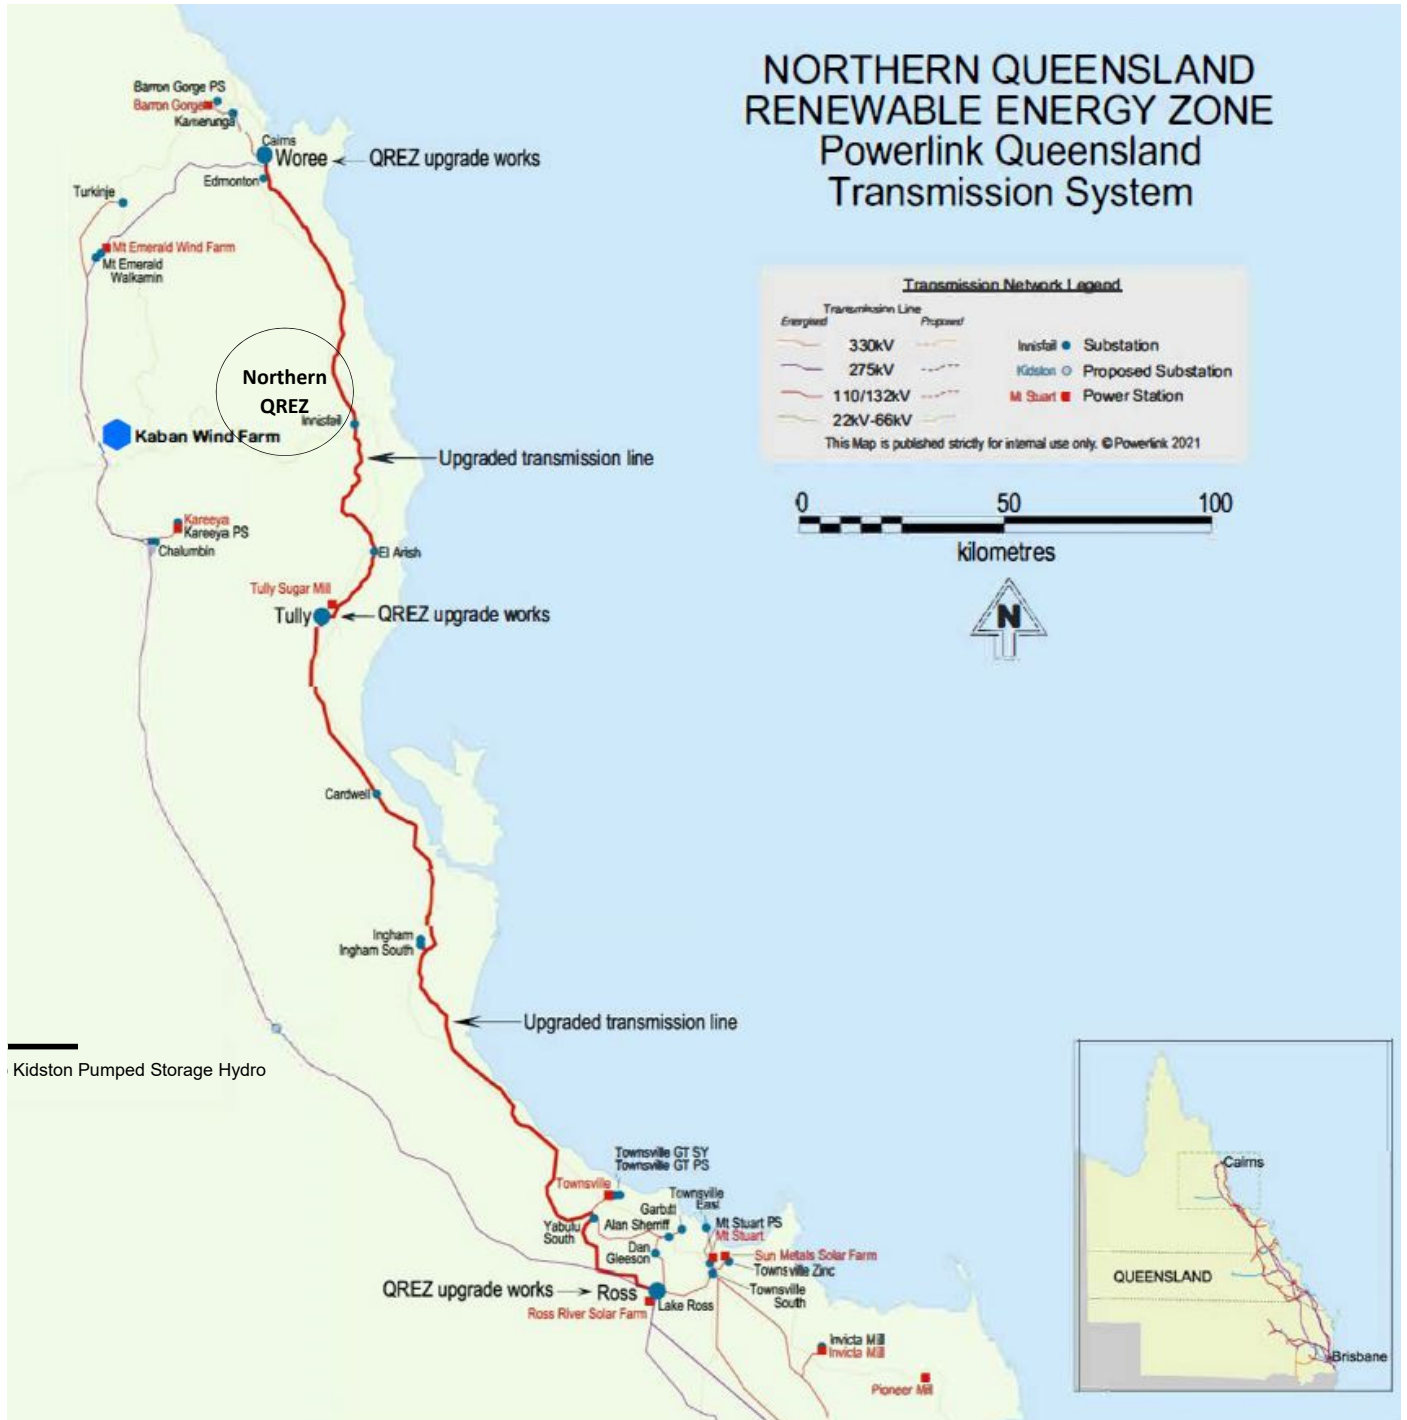 NORTHERN QUEENSLAND
RENEWABLE ENERGY ZONE
Powerlink Queensland
Transmission System
Barron Gorge PS
Barron Gorge
Kamerunga
Cairns
Woree
QREZ upgrade works
Edmonton
Turkinje
Mt Emerald Wind Farm
Mt Emerald
Walkamin
Transmission Network Legend
Transmission Line
Energised
Proposed
330kV
275kV
110/132kV
22kV-66kV
Innisfail
Substation
Kidston
Proposed Substation
Mt Stuart
Power Station
This Map is published strictly for internal use only. © Powerlink 2021
Northern
QREZ
Innisfail
Kaban Wind Farm
Upgraded transmission line
0
50
100
kilometres
N
Kareeya
Kareeya PS
Chalumbin
El Arish
Tully Sugar Mill
Tully
QREZ upgrade works
Cardwell
Ingham
Ingham South
Upgraded transmission line
Kidston Pumped Storage Hydro
Townsville GT SY
Townsville GT PS
Townsville
Townsville
East
Garbutt
Alan Sherriff
Yabulu
South
Mt Stuart PS
Mt Stuart
Dan
Gleeson
Sun Metals Solar Farm
Townsville Zinc
Townsville
South
QREZ upgrade works
Ross
Lake Ross
Ross River Solar Farm
Invicta Mill
Invicta Mill
Pioneer Mill
Cairns
QUEENSLAND
Brisbane